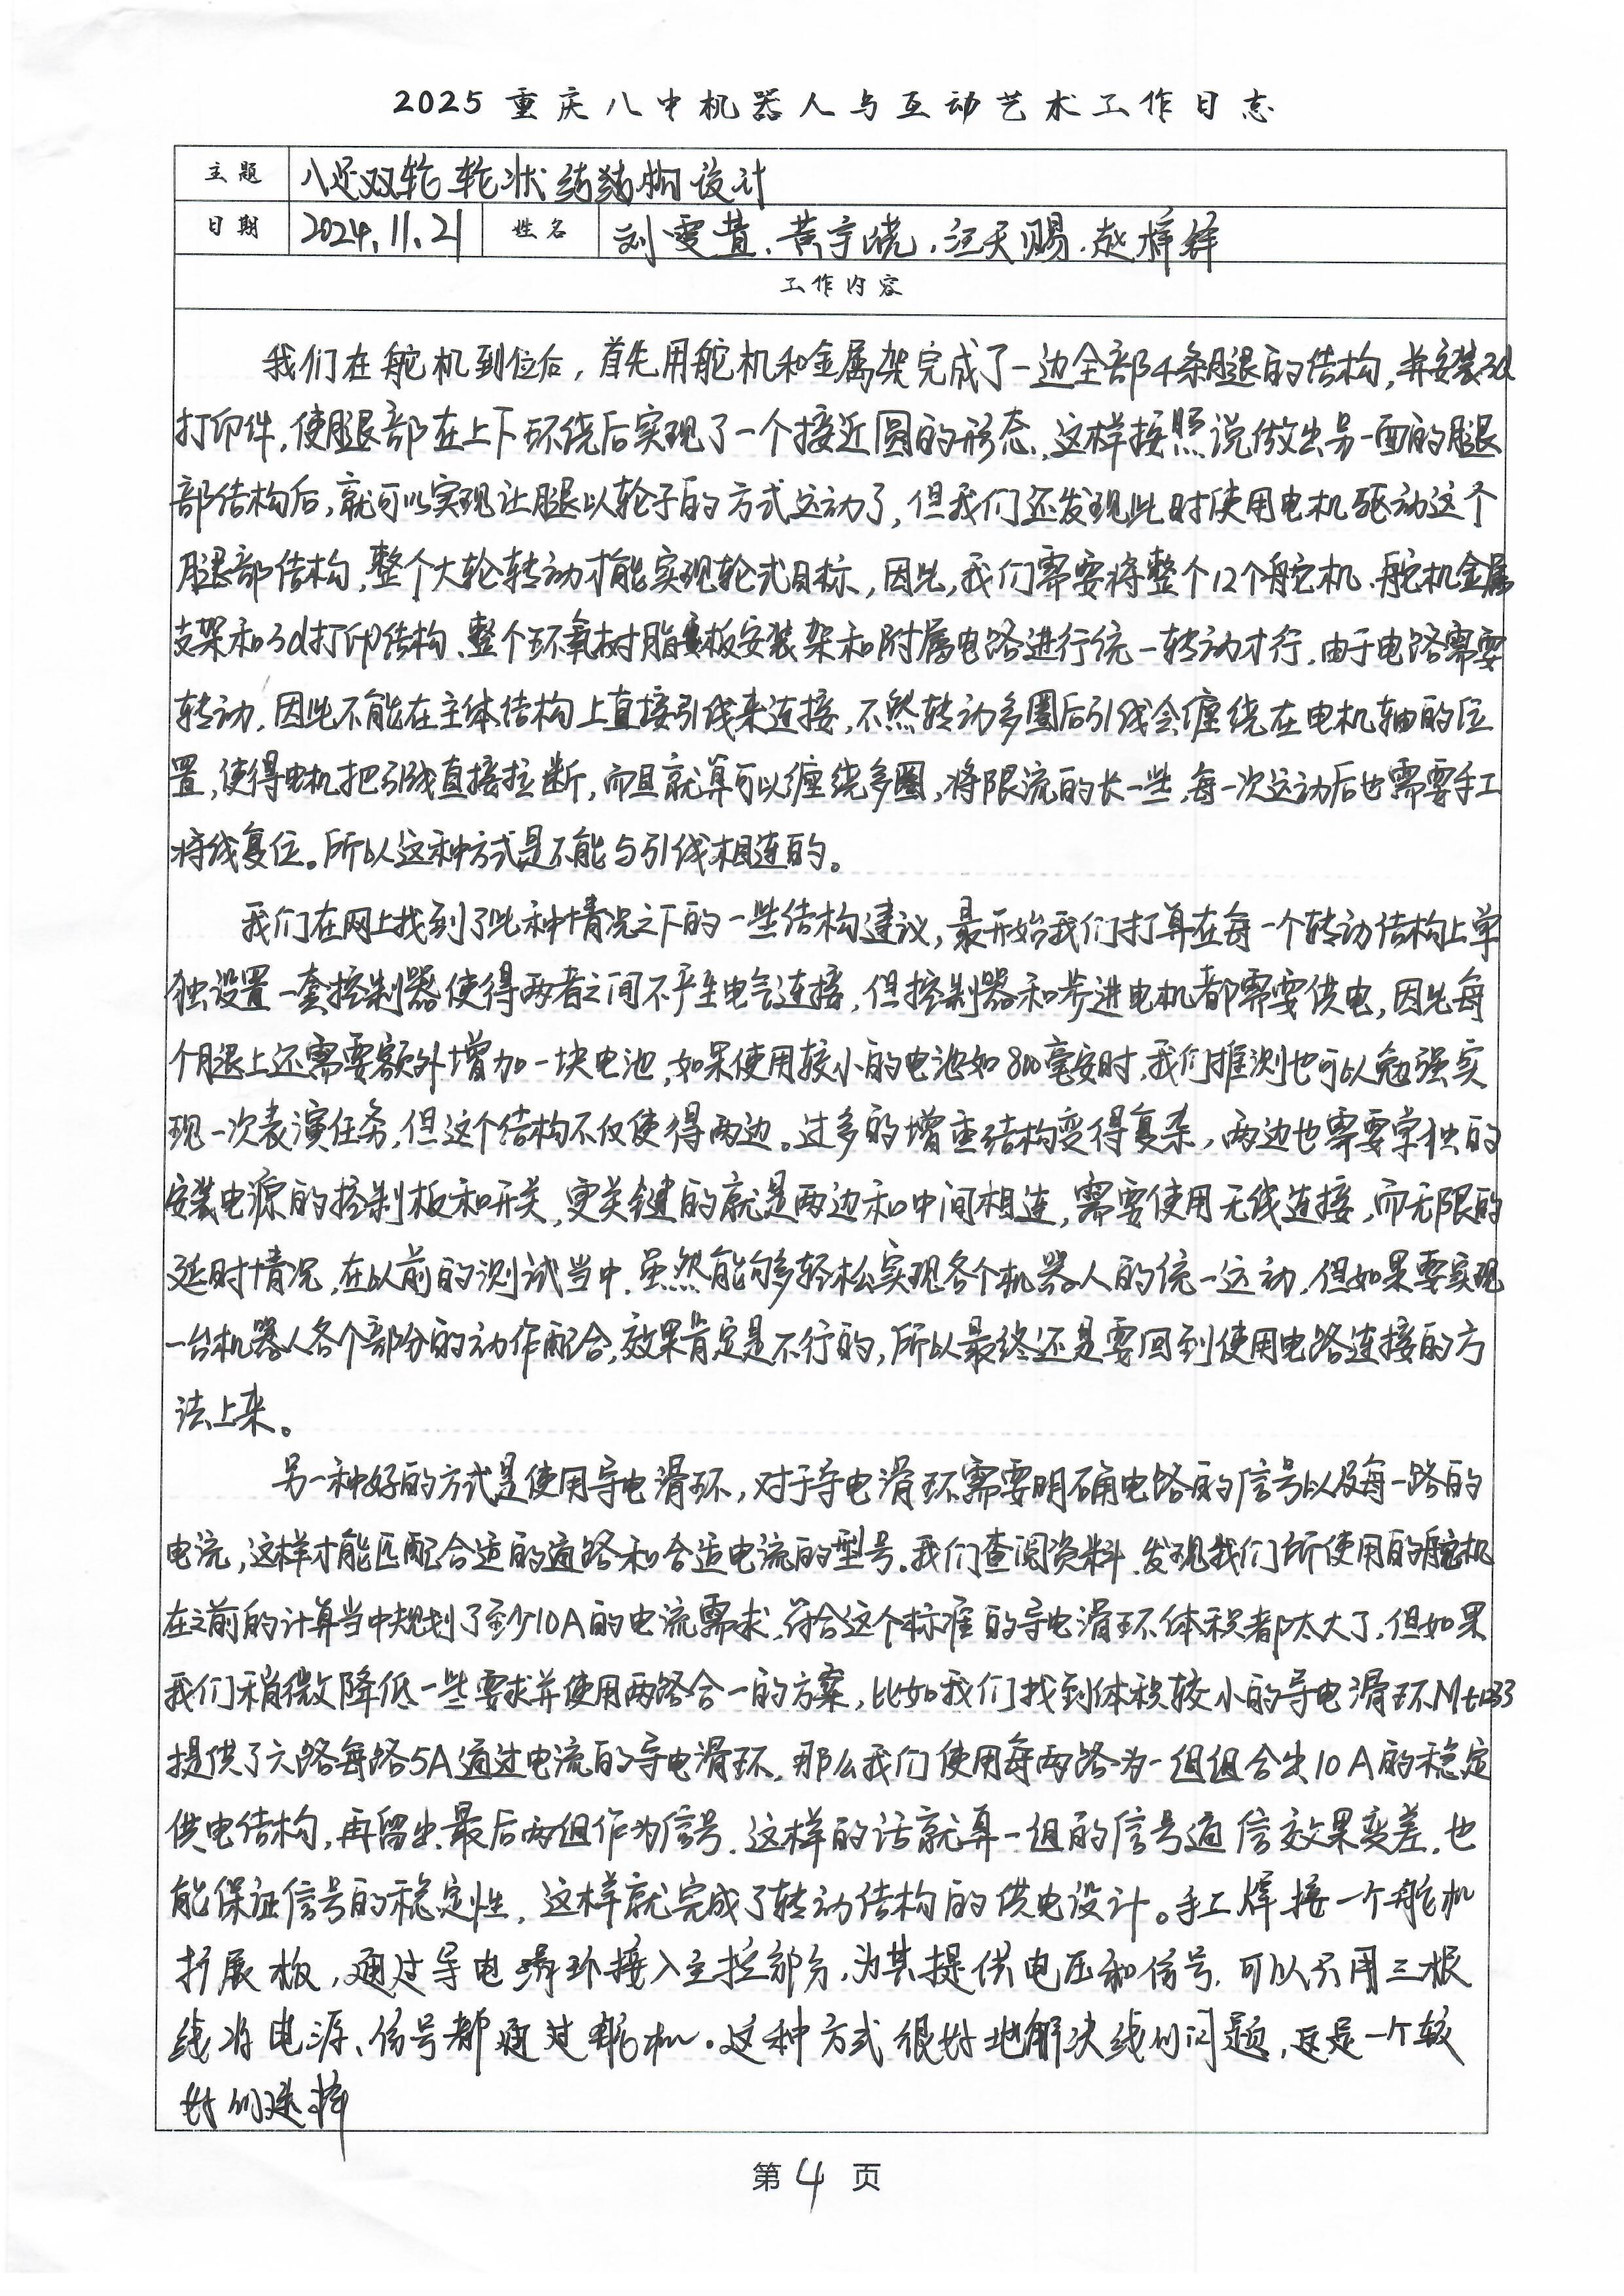 2025重庆八中机器人与互动艺术工作日志
主题 八足双轮轮状结结构设计
日期 2024.11.21 姓名 刘雯萱、黄宇晓、汪天赐、赵梓铎
工作内容
我们在舵机到位后，首先用舵机和金属架完成了一边全部4条腿的结构，并安装3d
打印件，使腿部在上下环绕后实现了一个接近圆的形态，这样按照说做出另一面的腿
部结构后，就可以实现让腿以轮子的方式运动了，但我们还发现此时使用电机驱动这个
腿部结构，整个大轮转动才能实现轮式目标，因此，我们需要将整个12个舵机、舵机金属
支架和3d打印结构、整个环氧树脂板安装架和附属电路进行统一转动才行，由于电路需要
转动，因此不能在主体结构上直接引线来连接，不然转动多圈后引线会缠绕在电机轴的位
置，使得电机把引线直接拉断，而且就算可以缠绕多圈，将限流的长一些，每一次运动后也需要手工
将线复位。所以这种方式是不能与引线相连的。
我们在网上找到了此种情况之下的一些结构建议，最开始我们打算在每一个转动结构上单
独设置一套控制器使得两者之间不产生电气连接，但控制器和步进电机都需要供电，因此每
个腿上还需要额外增加一块电池，如果使用较小的电池如800毫安时，我们推测也可以勉强实
现一次表演任务，但这个结构不仅使得两边。过多的增重结构变得复杂，两边也需要单独的
安装电源的控制板和开关，更关键的就是两边和中间相连，需要使用无线连接，而无限的
延时情况，在以前的测试当中，虽然能够轻松实现各个机器人的统一运动，但如果要实现
一台机器人各个部分的动作配合，效果肯定是不行的，所以最终还是要回到使用电路连接的方
法上来。
另一种好的方式是使用导电滑环，对于导电滑环需要明确电路的信号以及每一路的
电流，这样才能匹配合适的通路和合适电流的型号。我们查阅资料，发现我们所使用的舵机
在之前的计算当中规划了至少10A的电流需求，符合这个标准的导电滑环体积都太大了，但如果
我们稍微降低一些要求并使用两路合一的方案，比如我们找到体积较小的导电滑环
提供了六路每路5A通过电流的导电滑环，那么我们使用每两路为一组组合出10A的稳定
供电结构，再留出最后两组作为信号，这样的话就算一组的信号通信效果变差，也
能保证信号的稳定性，这样就完成了转动结构的供电设计。手工焊接一个舵机
扩展板，通过导电滑环接入主控部分，为其提供电压和信号，可以只用三根
线将电源、信号都通过舵机。这种方式很好地解决线的问题，这是一个较
好的选择
第4页